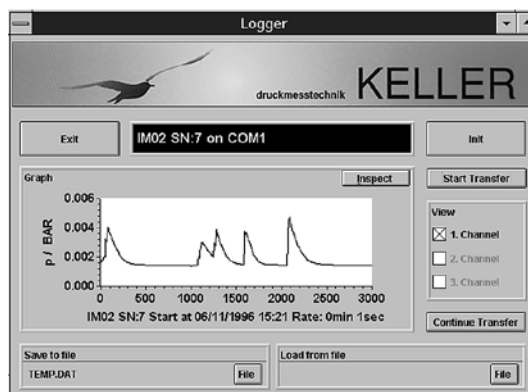 Logger
druckmesstechnik KELLER
Exit
IM02 SN:7 on COM1
Init
Graph
Inspect
Start Transfer
p / BAR
0.006
0.004
0.002
0.000
0 500 1000 1500 2000 2500 3000
IM02 SN:7 Start at 06/11/1996 15:21 Rate: 0min 1sec
View
1. Channel
2. Channel
3. Channel
Continue Transfer
Save to file
TEMP.DAT
File
Load from file
File